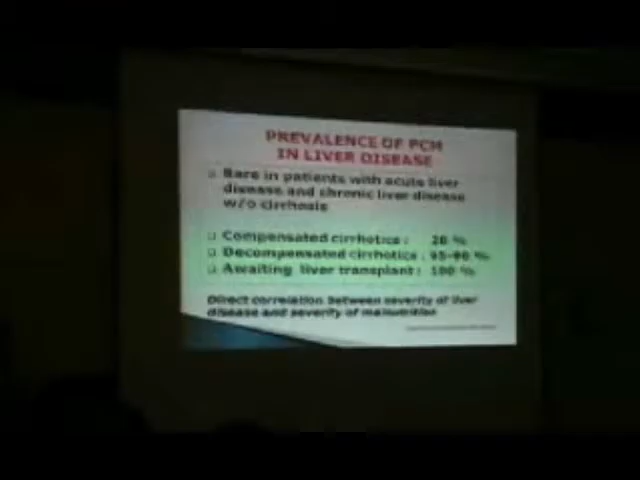 PREVALENCE OF PCM
IN LIVER DISEASE
Rare in patients with acute liver
disease and chronic liver disease
w/o cirrhosis
Compensated cirrhotics : 20 %
Decompensated cirrhotics :
Awaiting liver transplant : 100 %
Direct correlation between severity of liver
disease and severity of malnutrition